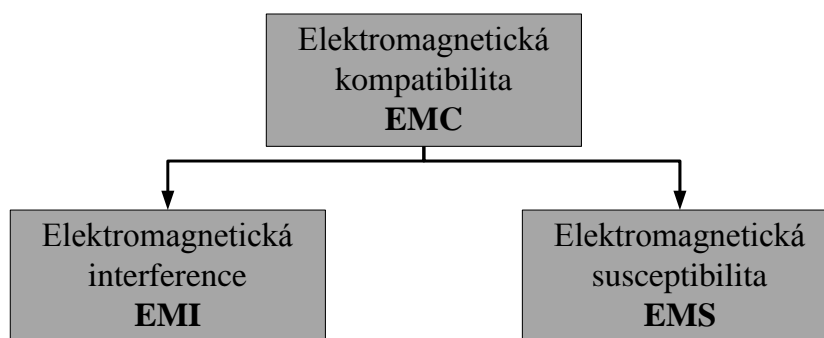 Elektromagnetická
kompatibilita
EMC
Elektromagnetická
interference
EMI
Elektromagnetická
susceptibilita
EMS